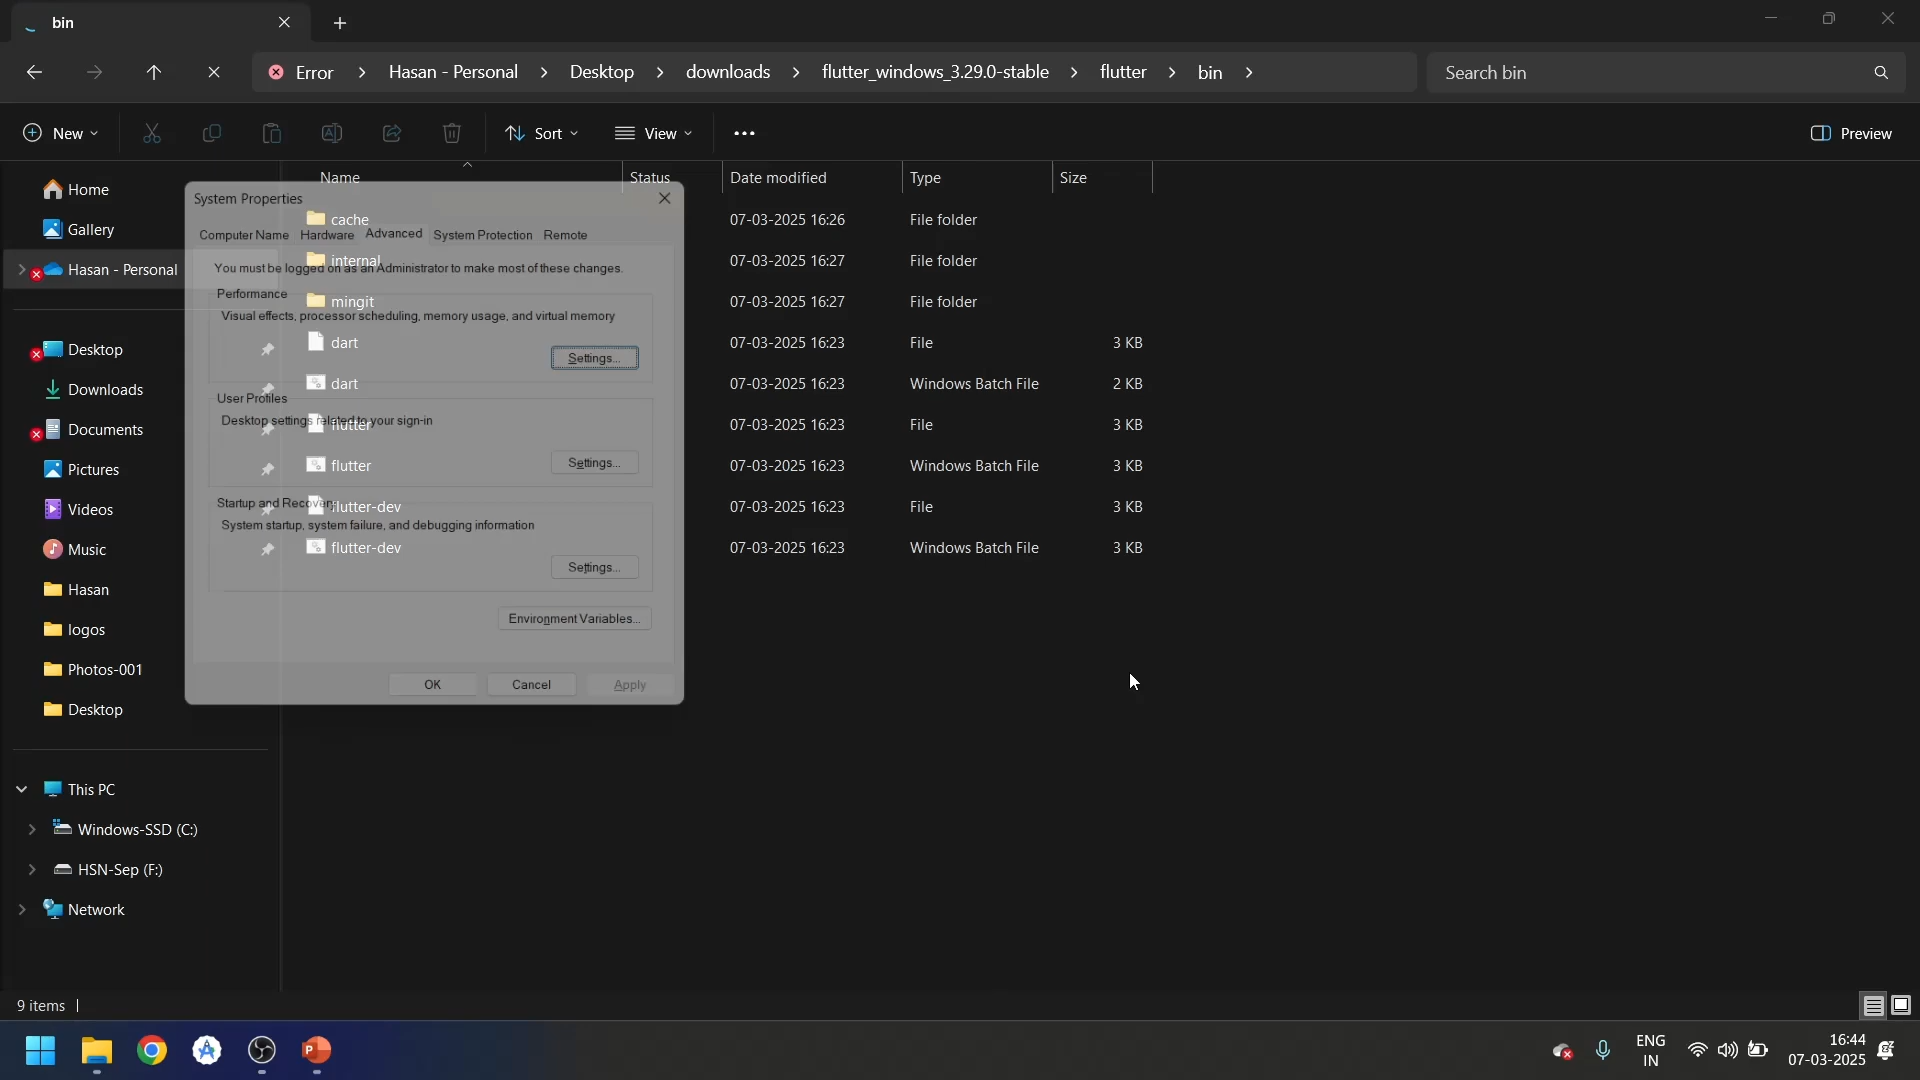 bin
Error > Hasan - Personal > Desktop > downloads > flutter_windows_3.29.0-stable > flutter > bin >
Search bin
New
Sort
View
Preview
Name
Status
Date modified
Type
Size
Home
Gallery
Hasan - Personal
Desktop
Downloads
Documents
Pictures
Videos
Music
Hasan
logos
Photos-001
Desktop
This PC
Windows-SSD (C:)
HSN-Sep (F:)
Network
cache 07-03-2025 16:26 File folder
internal 07-03-2025 16:27 File folder
mingit 07-03-2025 16:27 File folder
dart 07-03-2025 16:23 File 3 KB
dart 07-03-2025 16:23 Windows Batch File 2 KB
flutter 07-03-2025 16:23 File 3 KB
flutter 07-03-2025 16:23 Windows Batch File 3 KB
flutter-dev 07-03-2025 16:23 File 3 KB
flutter-dev 07-03-2025 16:23 Windows Batch File 3 KB
System Properties
Computer Name Hardware Advanced System Protection Remote
You must be logged on as an Administrator to make most of these changes.
Performance
Visual effects, processor scheduling, memory usage, and virtual memory
Settings...
User Profiles
Desktop settings related to your sign-in
Settings...
Startup and Recovery
System startup, system failure, and debugging information
Settings...
Environment Variables...
OK Cancel Apply
9 items
ENG
IN
16:44
07-03-2025